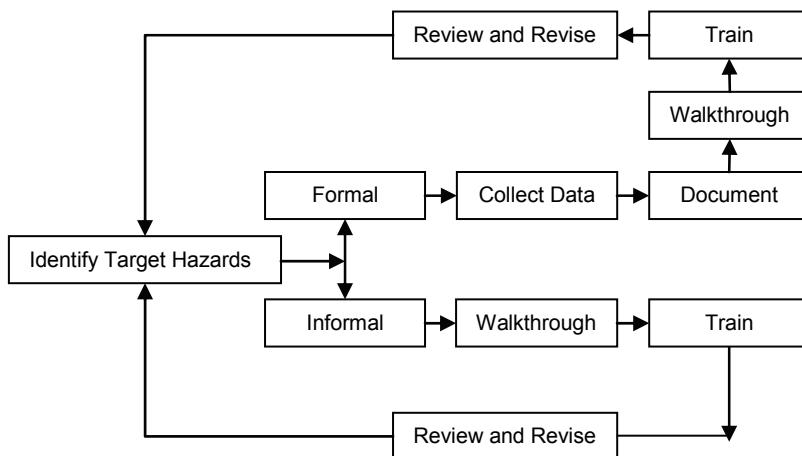 Review and Revise
Train
Walkthrough
Formal
Collect Data
Document
Identify Target Hazards
Informal
Walkthrough
Train
Review and Revise